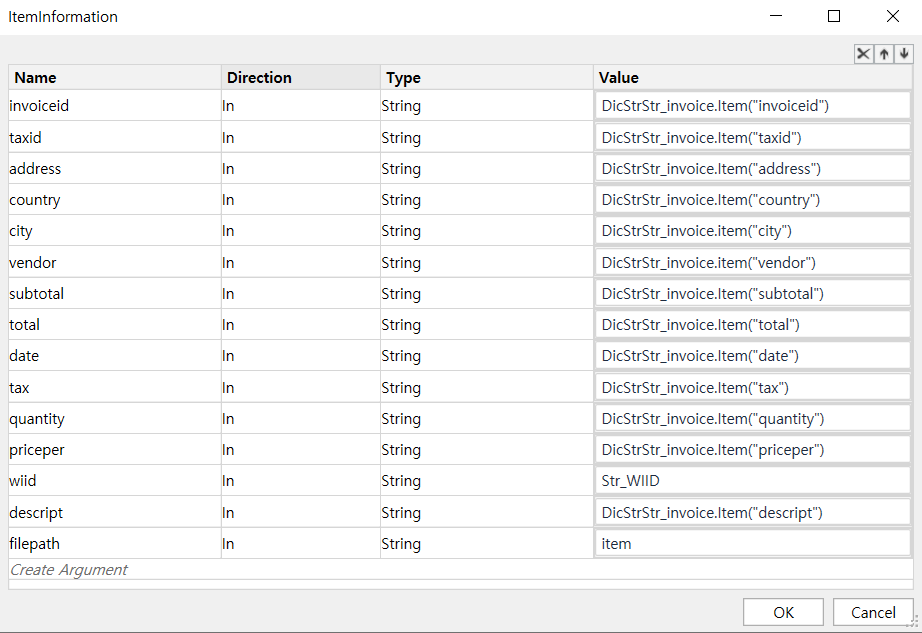 ItemInformation
Name Direction Type Value
invoiceid In String DicStrStr_invoice.Item("invoiceid")
taxid In String DicStrStr_invoice.Item("taxid")
address In String DicStrStr_invoice.Item("address")
country In String DicStrStr_invoice.Item("country")
city In String DicStrStr_invoice.Item("city")
vendor In String DicStrStr_invoice.item("vendor")
subtotal In String DicStrStr_invoice.Item("subtotal")
total In String DicStrStr_invoice.Item("total")
date In String DicStrStr_invoice.Item("date")
tax In String DicStrStr_invoice.Item("tax")
quantity In String DicStrStr_invoice.Item("quantity")
priceper In String DicStrStr_invoice.Item("priceper")
wiid In String Str_WIID
descript In String DicStrStr_invoice.Item("descript")
filepath In String item
Create Argument
OK Cancel